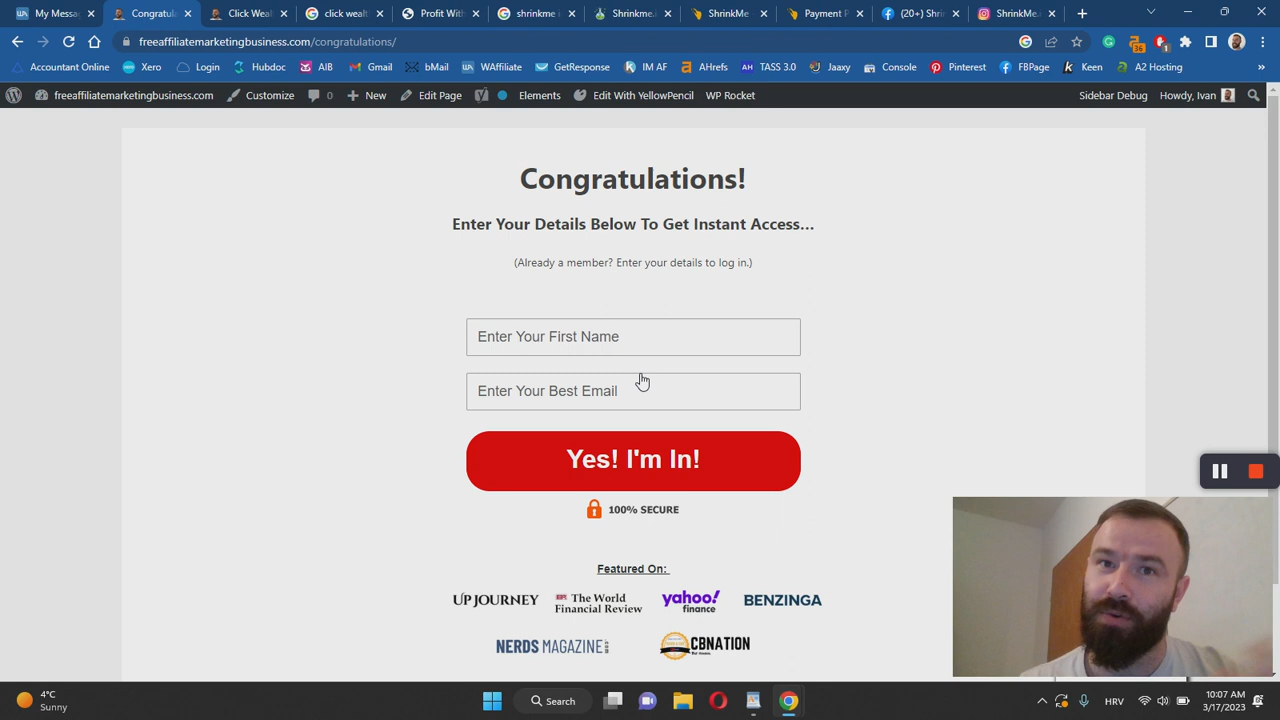 My Messa
Congratula
Click Weal
click wealt
Profit With
shrinkme i
Shrinkme.
ShrinkMe
Payment P
(20+) Shri
ShrinkMe.i
freeaffiliatemarketingbusiness.com/congratulations/
36
1
Accountant Online
Xero
Login
Hubdoc
AIB
Gmail
bMail
WAffiliate
GetResponse
IM AF
AHrefs
TASS 3.0
Jaaxy
Console
Pinterest
FBPage
Keen
A2 Hosting
»
freeaffiliatemarketingbusiness.com
Customize
0
New
Edit Page
Elements
Edit With YellowPencil
WP Rocket
Sidebar Debug
Howdy, Ivan
Congratulations!
Enter Your Details Below To Get Instant Access...
(Already a member? Enter your details to log in.)
Enter Your First Name
Enter Your Best Email
Yes! I'm In!
100% SECURE
Featured On:
UPJOURNEY
The World
Financial Review
yahoo!
finance
BENZINGA
NERDS MAGAZINE
CBNATION
4°C
Sunny
Search
HRV
10:07 AM
3/17/2023